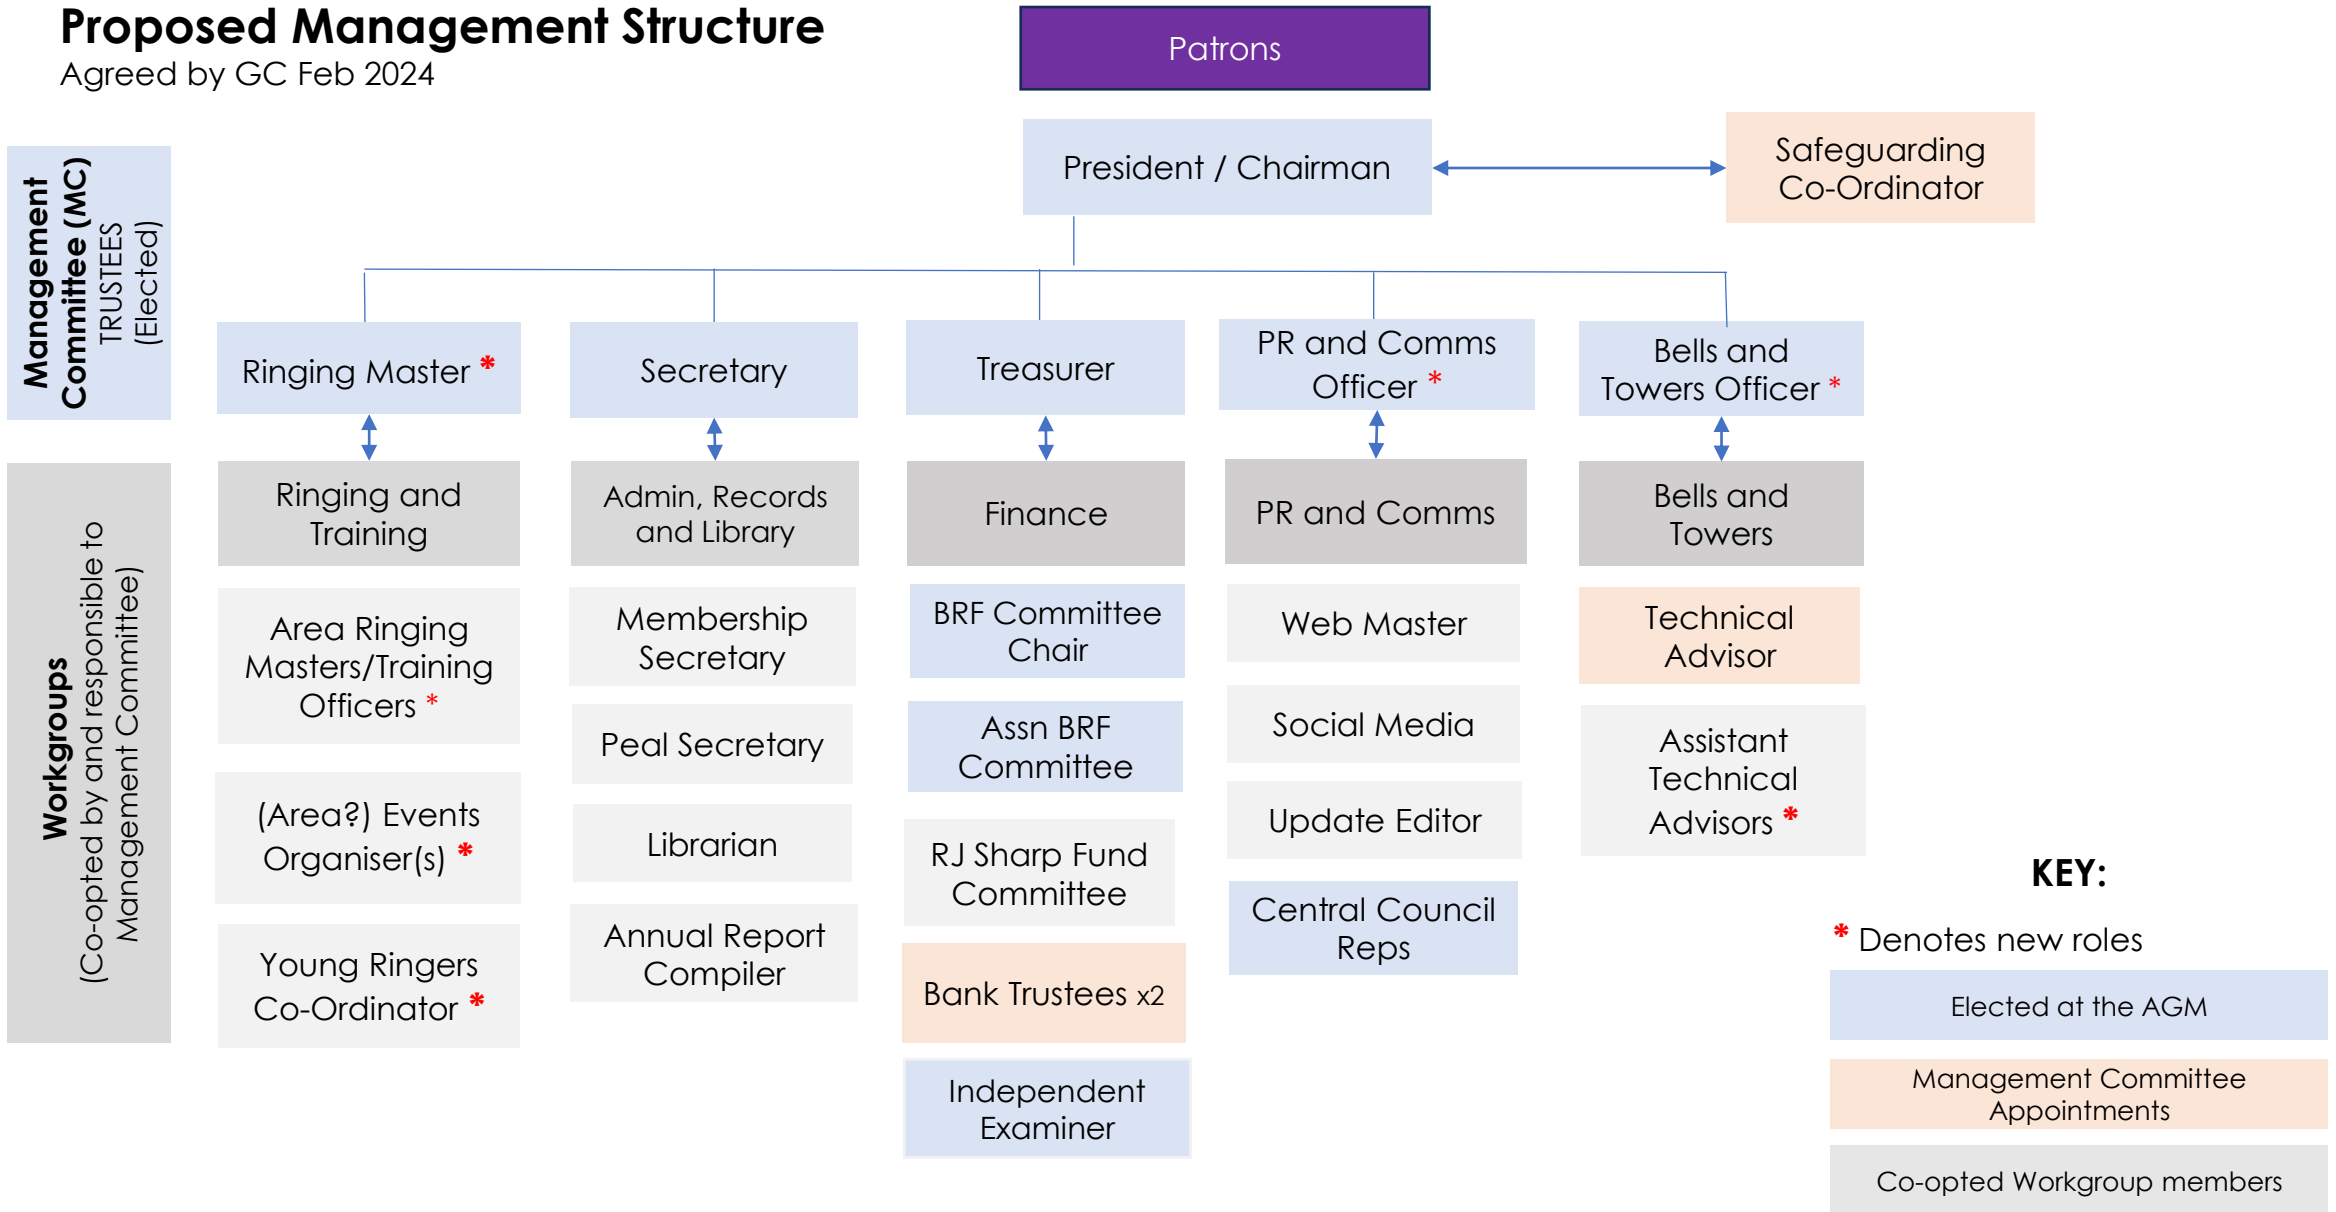 Proposed Management Structure
Agreed by GC Feb 2024
Patrons
President / Chairman
Safeguarding
Co-Ordinator
Management
Committee (MC)
TRUSTEES
(Elected)
Ringing Master *
Secretary
Treasurer
PR and Comms
Officer *
Bells and
Towers Officer *
Workgroups
(Co-opted by and responsible to
Management Committee)
Ringing and
Training
Admin, Records
and Library
Finance
PR and Comms
Bells and
Towers
Area Ringing
Masters/Training
Officers *
(Area?) Events
Organiser(s) *
Young Ringers
Co-Ordinator *
Membership
Secretary
Peal Secretary
Librarian
Annual Report
Compiler
BRF Committee
Chair
Assn BRF
Committee
RJ Sharp Fund
Committee
Bank Trustees x2
Independent
Examiner
Web Master
Social Media
Update Editor
Central Council
Reps
Technical
Advisor
Assistant
Technical
Advisors *
KEY:
* Denotes new roles
Elected at the AGM
Management Committee
Appointments
Co-opted Workgroup members